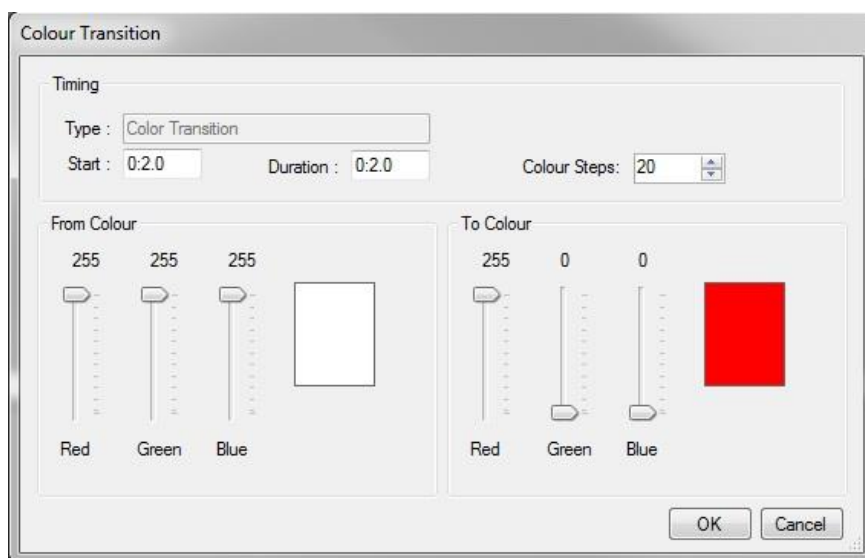 Colour Transition
Timing
Type : Color Transition
Start : 0:2.0 Duration : 0:2.0 Colour Steps: 20
From Colour To Colour
255 255 255 255 0 0
Red Green Blue Red Green Blue
OK Cancel